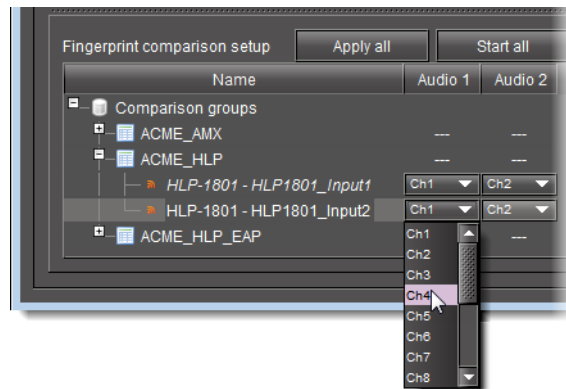 Fingerprint comparison setup Apply all Start all
Name Audio 1 Audio 2
Comparison groups
ACME_AMX --- ---
ACME_HLP --- ---
HLP-1801 - HLP1801_Input1 Ch1 Ch2
HLP-1801 - HLP1801_Input2 Ch1 Ch2
ACME_HLP_EAP ---
Ch1
Ch2
Ch3
Ch4
Ch5
Ch6
Ch7
Ch8